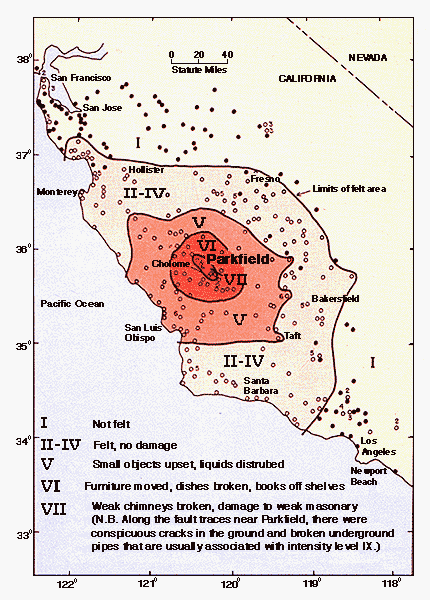 38°
37°
36°
35°
34°
33°
122°
121°
120°
119°
118°
0 20 40
Statute Miles
NEVADA
CALIFORNIA
San Francisco
San Jose
I
Hollister
Fresno
Monterey
II-IV
Limits of felt area
V
VI
Cholome
Parkfield
VII
Pacific Ocean
Bakersfield
San Luis
Obispo
V
Taft
II-IV
I
Santa
Barbara
Los
Angeles
Newport
Beach
I Not felt
II-IV Felt, no damage
V Small objects upset, liquids distrubed
VI Furniture moved, dishes broken, books off shelves
VII Weak chimneys broken, damage to weak masonary
(N.B. Along the fault traces near Parkfield, there were
conspicuous cracks in the ground and broken underground
pipes that are usually associated with intensity level IX.)